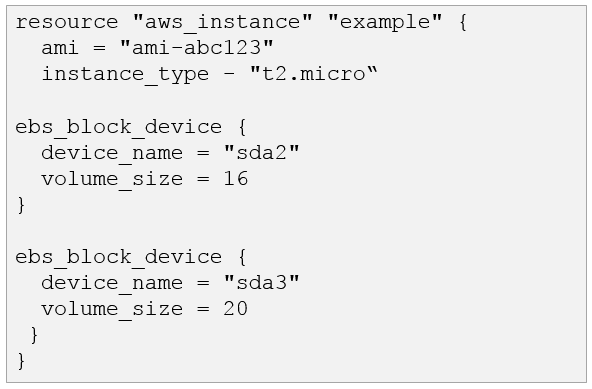 resource "aws_instance" "example" {
  ami = "ami-abc123"
  instance_type - "t2.micro“

ebs_block_device {
  device_name = "sda2"
  volume_size = 16
}

ebs_block_device {
  device_name = "sda3"
  volume_size = 20
 }
}